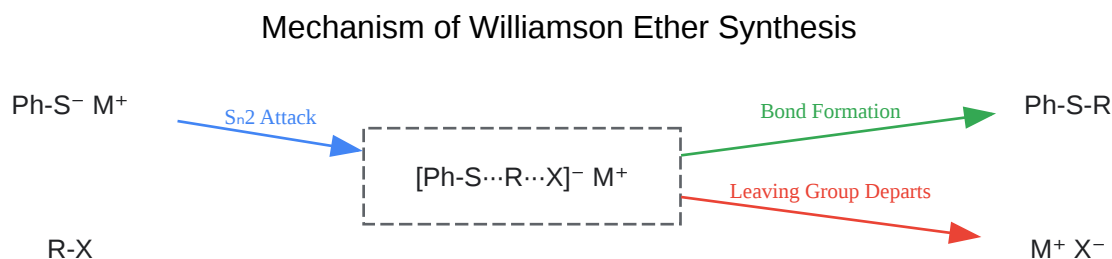 Mechanism of Williamson Ether Synthesis
Ph-S⁻ M⁺
Sₙ2 Attack
R-X
[Ph-S···R···X]⁻ M⁺
Bond Formation
Leaving Group Departs
Ph-S-R
M⁺ X⁻